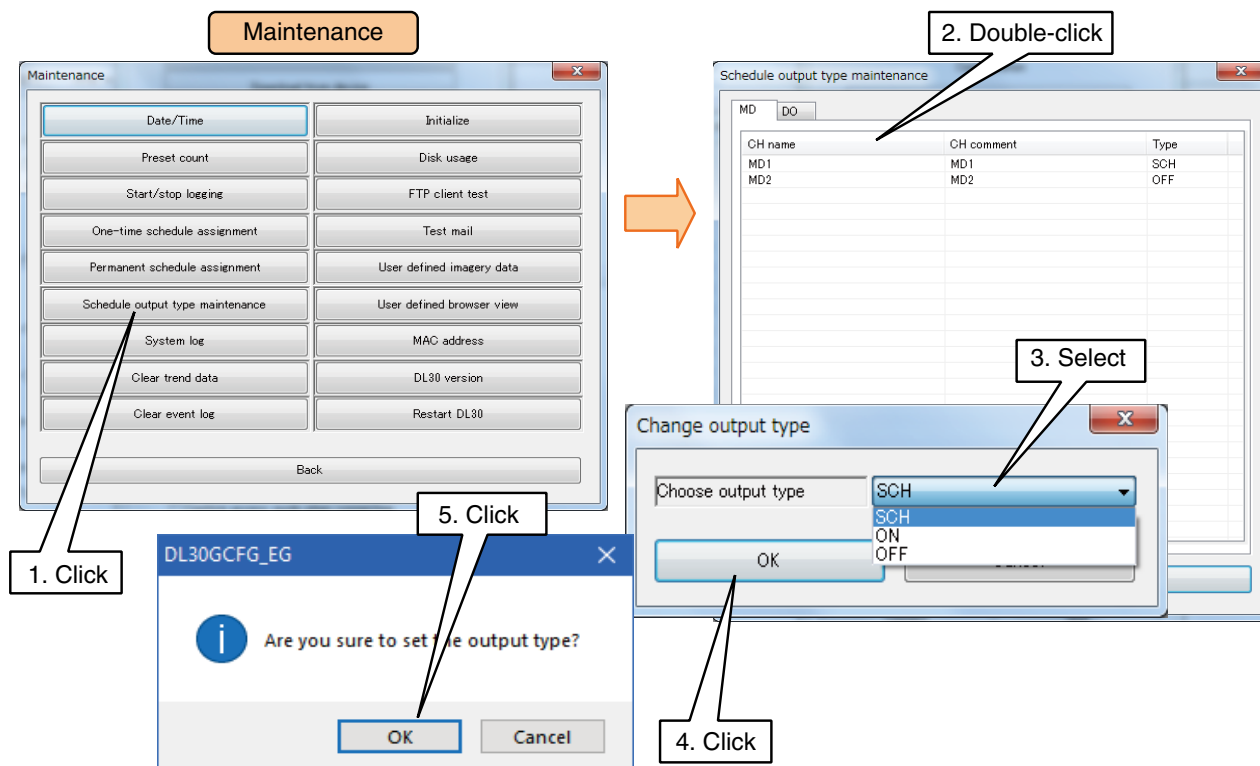 Maintenance
Maintenance
Date/Time
Initialize
Preset count
Disk usage
Start/stop logging
FTP client test
One-time schedule assignment
Test mail
Permanent schedule assignment
User defined imagery data
Schedule output type maintenance
User defined browser view
System log
MAC address
Clear trend data
DL30 version
Clear event log
Restart DL30
Back
1. Click
2. Double-click
Schedule output type maintenance
MD DO
CH name CH comment Type
MD1 MD1 SCH
MD2 MD2 OFF
3. Select
Change output type
Choose output type SCH
SCH
ON
OFF
OK
4. Click
5. Click
DL30GCFG_EG
Are you sure to set the output type?
OK Cancel